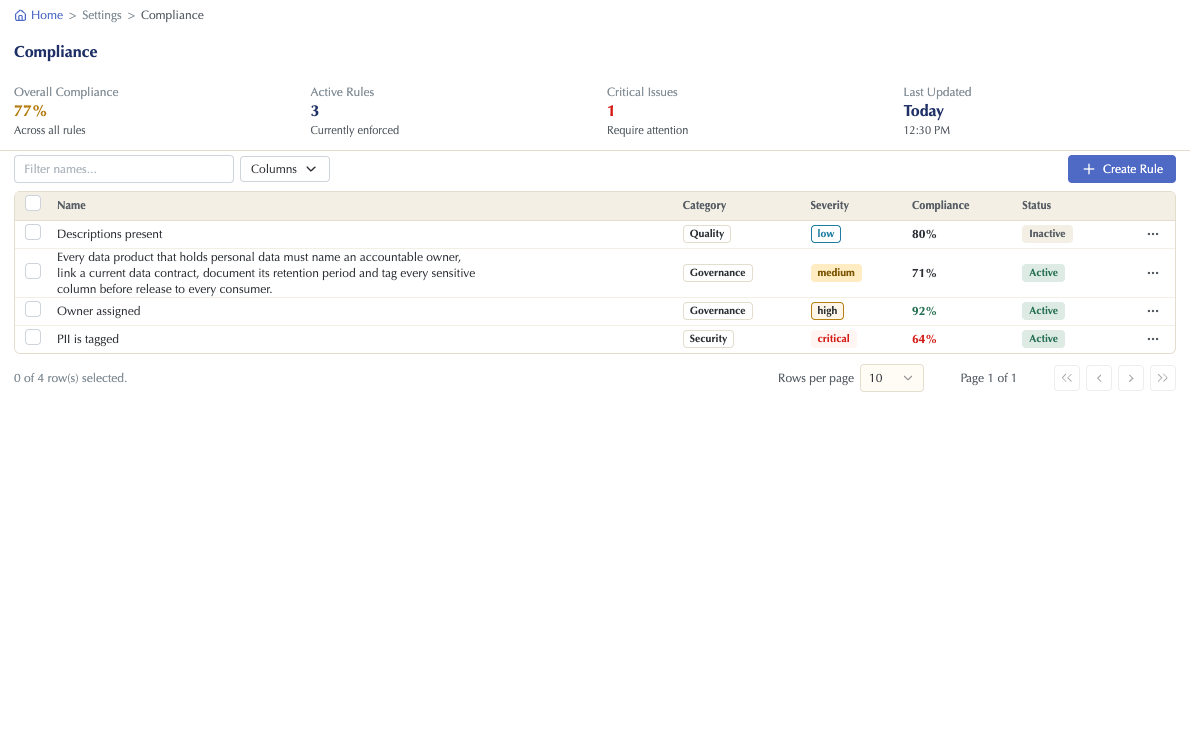 Home > Settings > Compliance
Compliance
Overall Compliance
77%
Across all rules
Active Rules
3
Currently enforced
Critical Issues
1
Require attention
Last Updated
Today
12:30 PM
Filter names...
Columns
Create Rule
Name Category Severity Compliance Status
Descriptions present Quality low 80% Inactive ...
Every data product that holds personal data must name an accountable owner,
link a current data contract, document its retention period and tag every sensitive
column before release to every consumer.
Governance medium 71% Active ...
Owner assigned Governance high 92% Active ...
PII is tagged Security critical 64% Active ...
0 of 4 row(s) selected.
Rows per page 10
Page 1 of 1